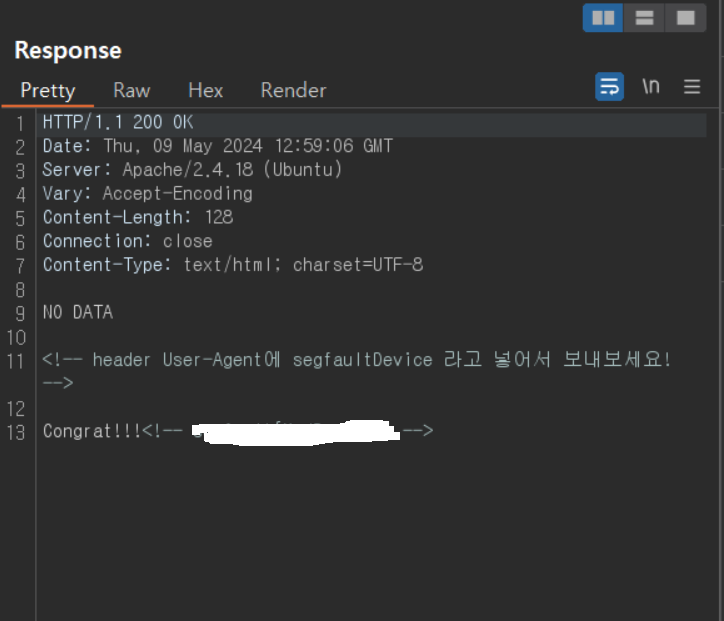 Response
Pretty Raw Hex Render \n
1 HTTP/1.1 200 OK
2 Date: Thu, 09 May 2024 12:59:06 GMT
3 Server: Apache/2.4.18 (Ubuntu)
4 Vary: Accept-Encoding
5 Content-Length: 128
6 Connection: close
7 Content-Type: text/html; charset=UTF-8
8
9 NO DATA
10
11 <!-- header User-Agent에 segfaultDevice 라고 넣어서 보내보세요!
-->
12
13 Congrat!!!<!-- -->